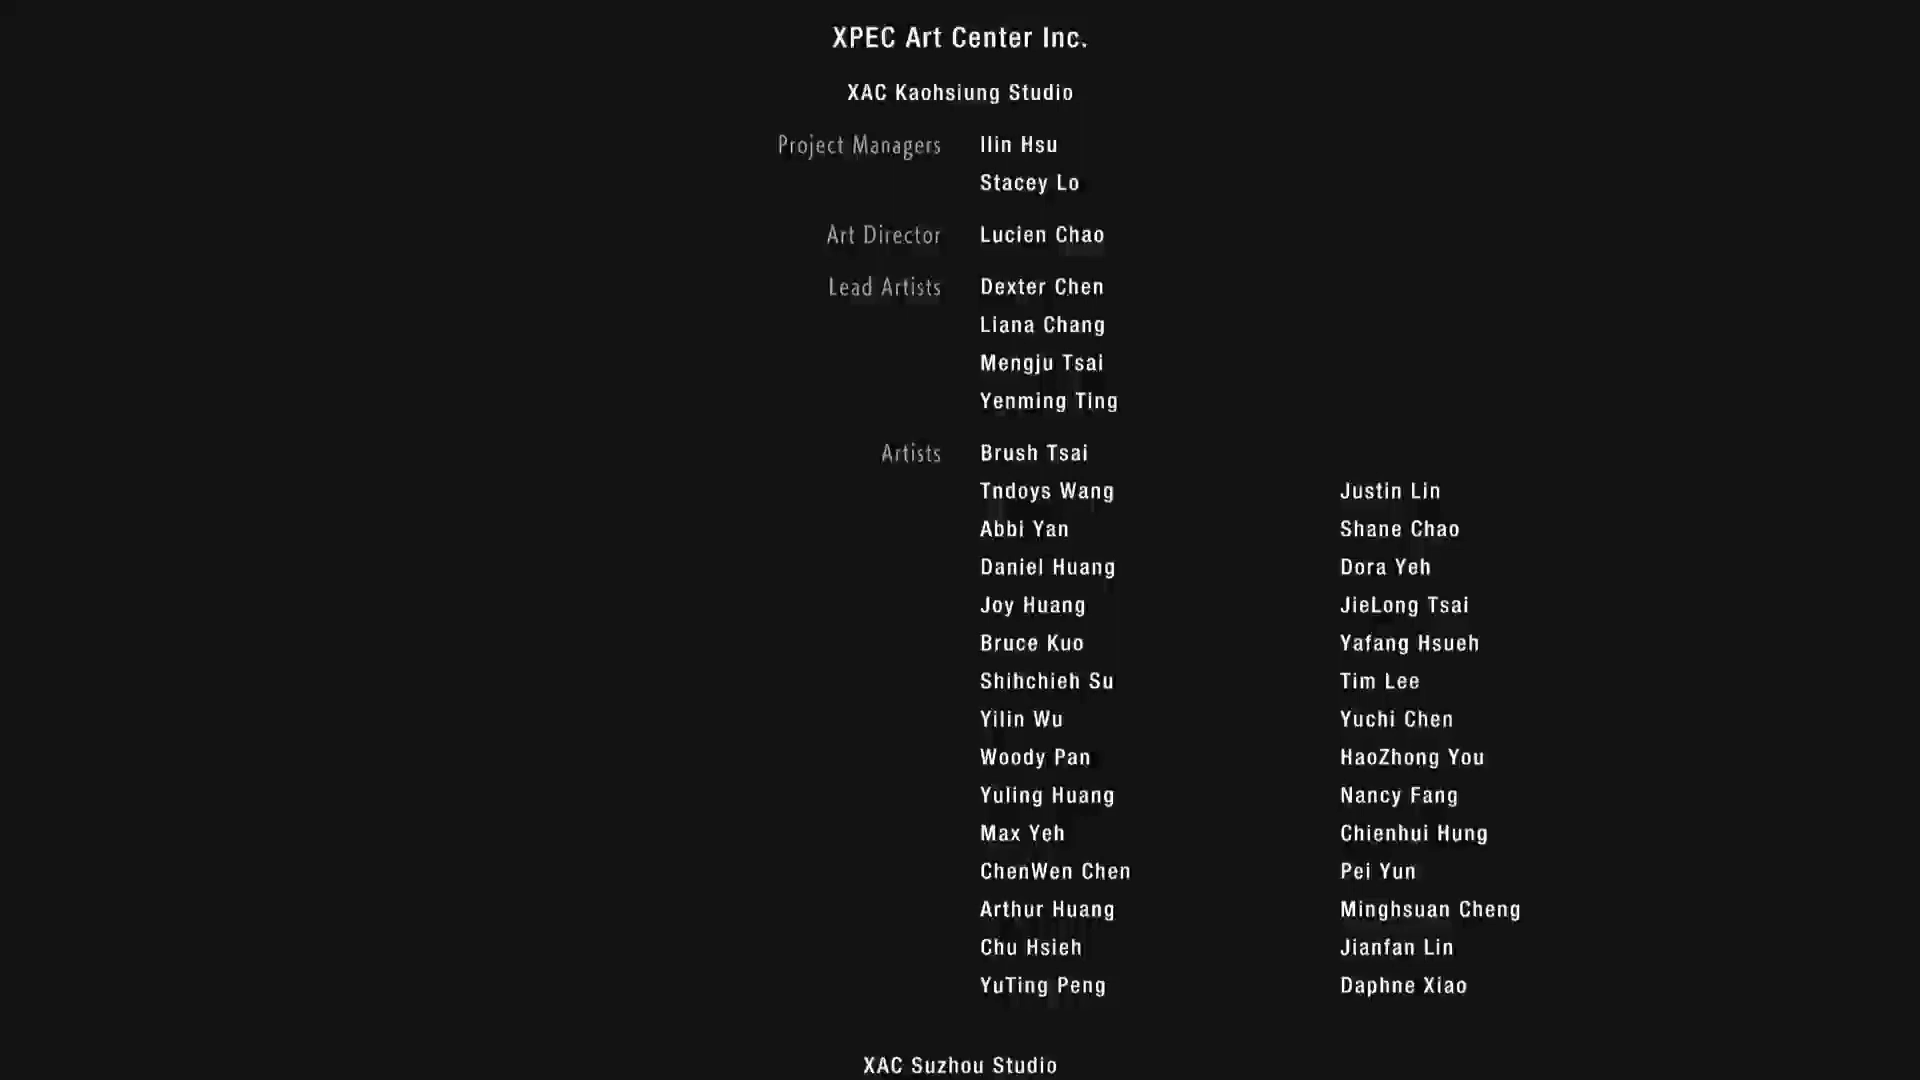 XPEC Art Center Inc.
XAC Kaohsiung Studio
Project Managers Ilin Hsu
Stacey Lo
Art Director Lucien Chao
Lead Artists Dexter Chen
Liana Chang
Mengju Tsai
Yenming Ting
Artists Brush Tsai
Tndoys Wang Justin Lin
Abbi Yan Shane Chao
Daniel Huang Dora Yeh
Joy Huang JieLong Tsai
Bruce Kuo Yafang Hsueh
Shihchieh Su Tim Lee
Yilin Wu Yuchi Chen
Woody Pan HaoZhong You
Yuling Huang Nancy Fang
Max Yeh Chienhui Hung
ChenWen Chen Pei Yun
Arthur Huang Minghsuan Cheng
Chu Hsieh Jianfan Lin
YuTing Peng Daphne Xiao
XAC Suzhou Studio